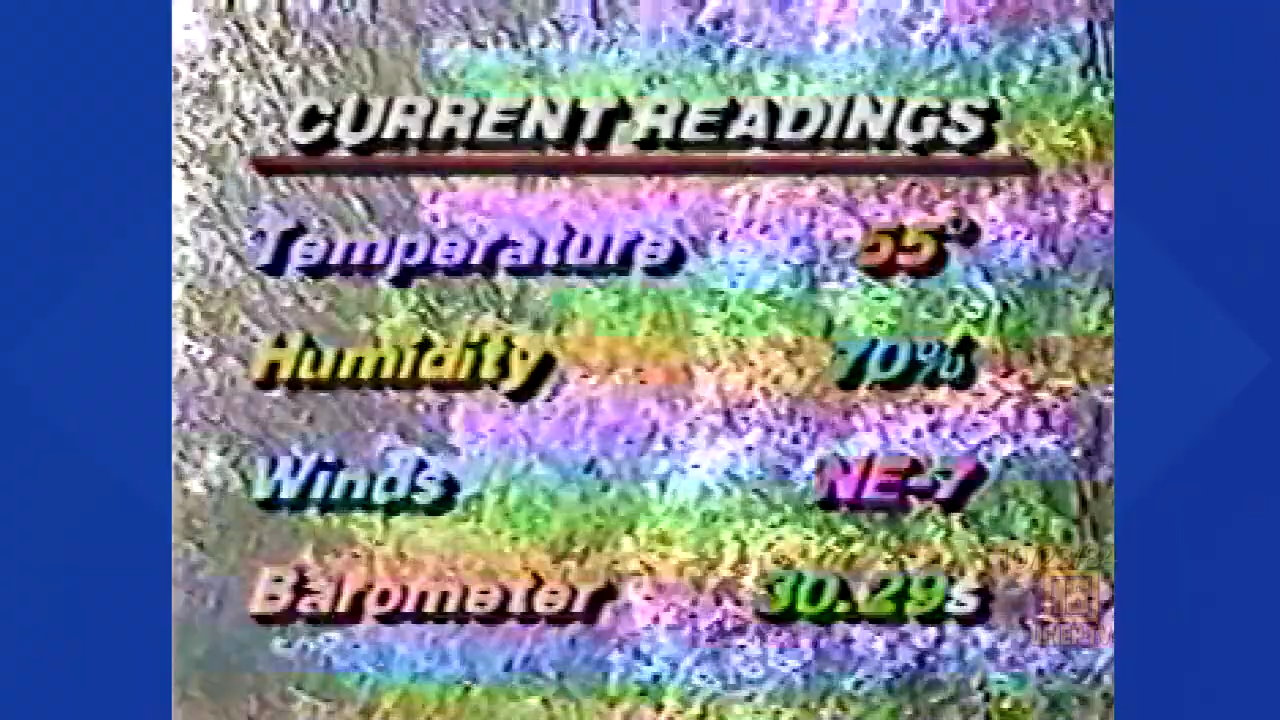 CURRENT READINGS
Temperature 55°
Humidity 70%
Winds NE-7
Barometer 30.29s